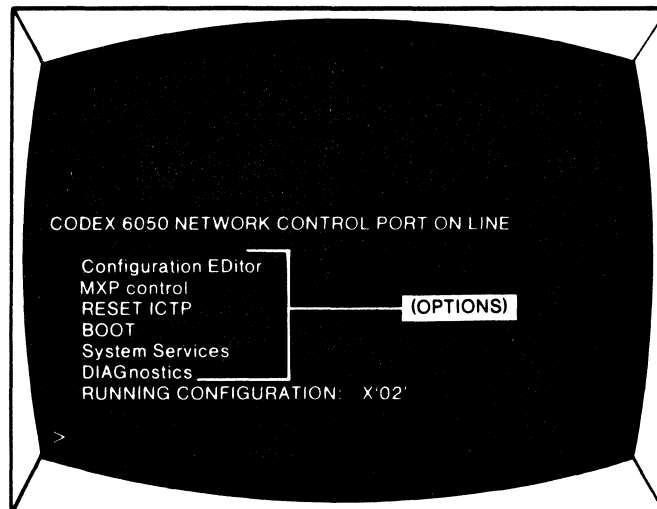 CODEX 6050 NETWORK CONTROL PORT ON LINE
Configuration EDitor
MXP control
RESET ICTP
BOOT
(OPTIONS)
System Services
DIAGnostics
RUNNING CONFIGURATION: X'02'
>